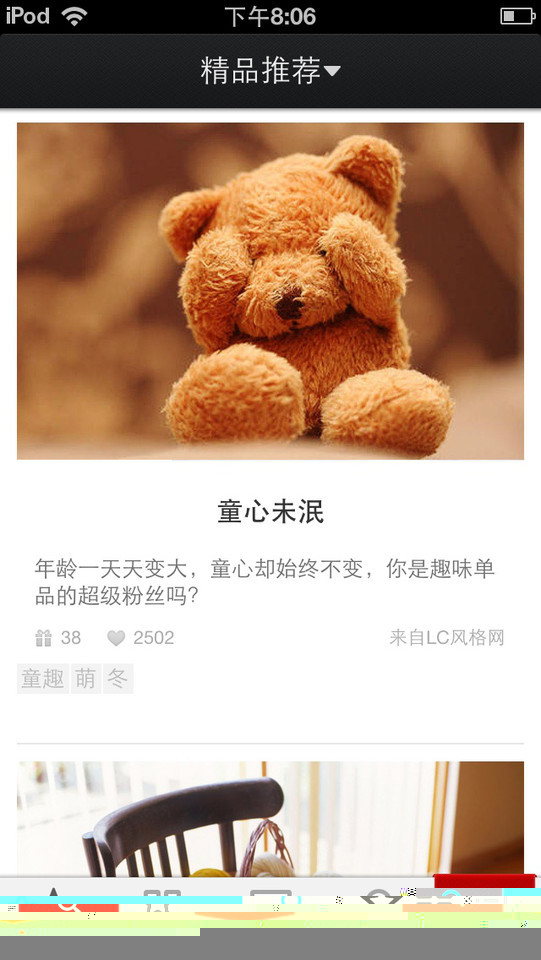 iPod 下午8:06
精品推荐
童心未泯
年龄一天天变大，童心却始终不变，你是趣味单
品的超级粉丝吗？
38 2502 来自LC风格网
童趣 萌 冬